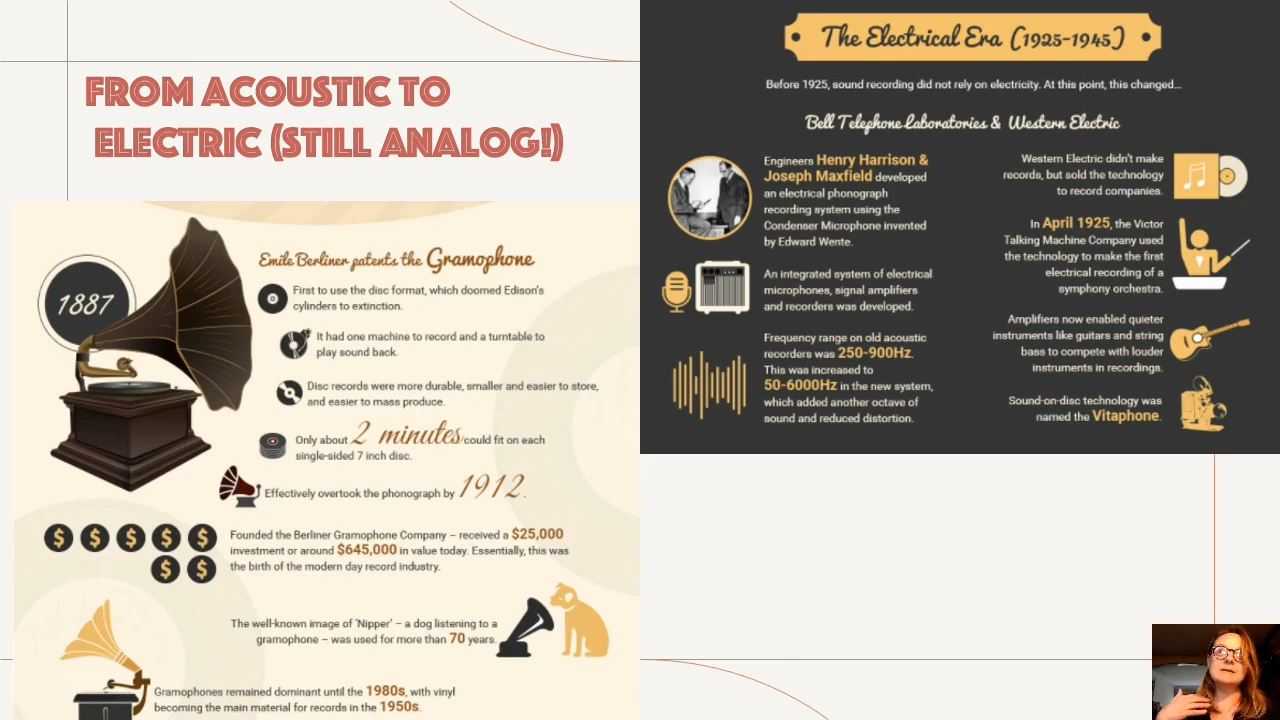 FROM ACOUSTIC TO
ELECTRIC (STILL ANALOG!)
1887
Emile Berliner patents the Gramophone
First to use the disc format, which doomed Edison's
cylinders to extinction.
It had one machine to record and a turntable to
play sound back.
Disc records were more durable, smaller and easier to store,
and easier to mass produce.
Only about 2 minutes could fit on each
single-sided 7 inch disc.
Effectively overtook the phonograph by 1912.
$ $ $ $ $
$ $
Founded the Berliner Gramophone Company – received a $25,000
investment or around $645,000 in value today. Essentially, this was
the birth of the modern day record industry.
The well-known image of 'Nipper' – a dog listening to a
gramophone – was used for more than 70 years.
Gramophones remained dominant until the 1980s, with vinyl
becoming the main material for records in the 1950s.
The Electrical Era (1925-1945)
Before 1925, sound recording did not rely on electricity. At this point, this changed...
Bell Telephone Laboratories & Western Electric
Engineers Henry Harrison &
Joseph Maxfield developed
an electrical phonograph
recording system using the
Condenser Microphone invented
by Edward Wente.
An integrated system of electrical
microphones, signal amplifiers
and recorders was developed.
Frequency range on old acoustic
recorders was 250-900Hz.
This was increased to
50-6000Hz in the new system,
which added another octave of
sound and reduced distortion.
Western Electric didn't make
records, but sold the technology
to record companies.
In April 1925, the Victor
Talking Machine Company used
the technology to make the first
electrical recording of a
symphony orchestra.
Amplifiers now enabled quieter
instruments like guitars and string
bass to compete with louder
instruments in recordings.
Sound-on-disc technology was
named the Vitaphone.